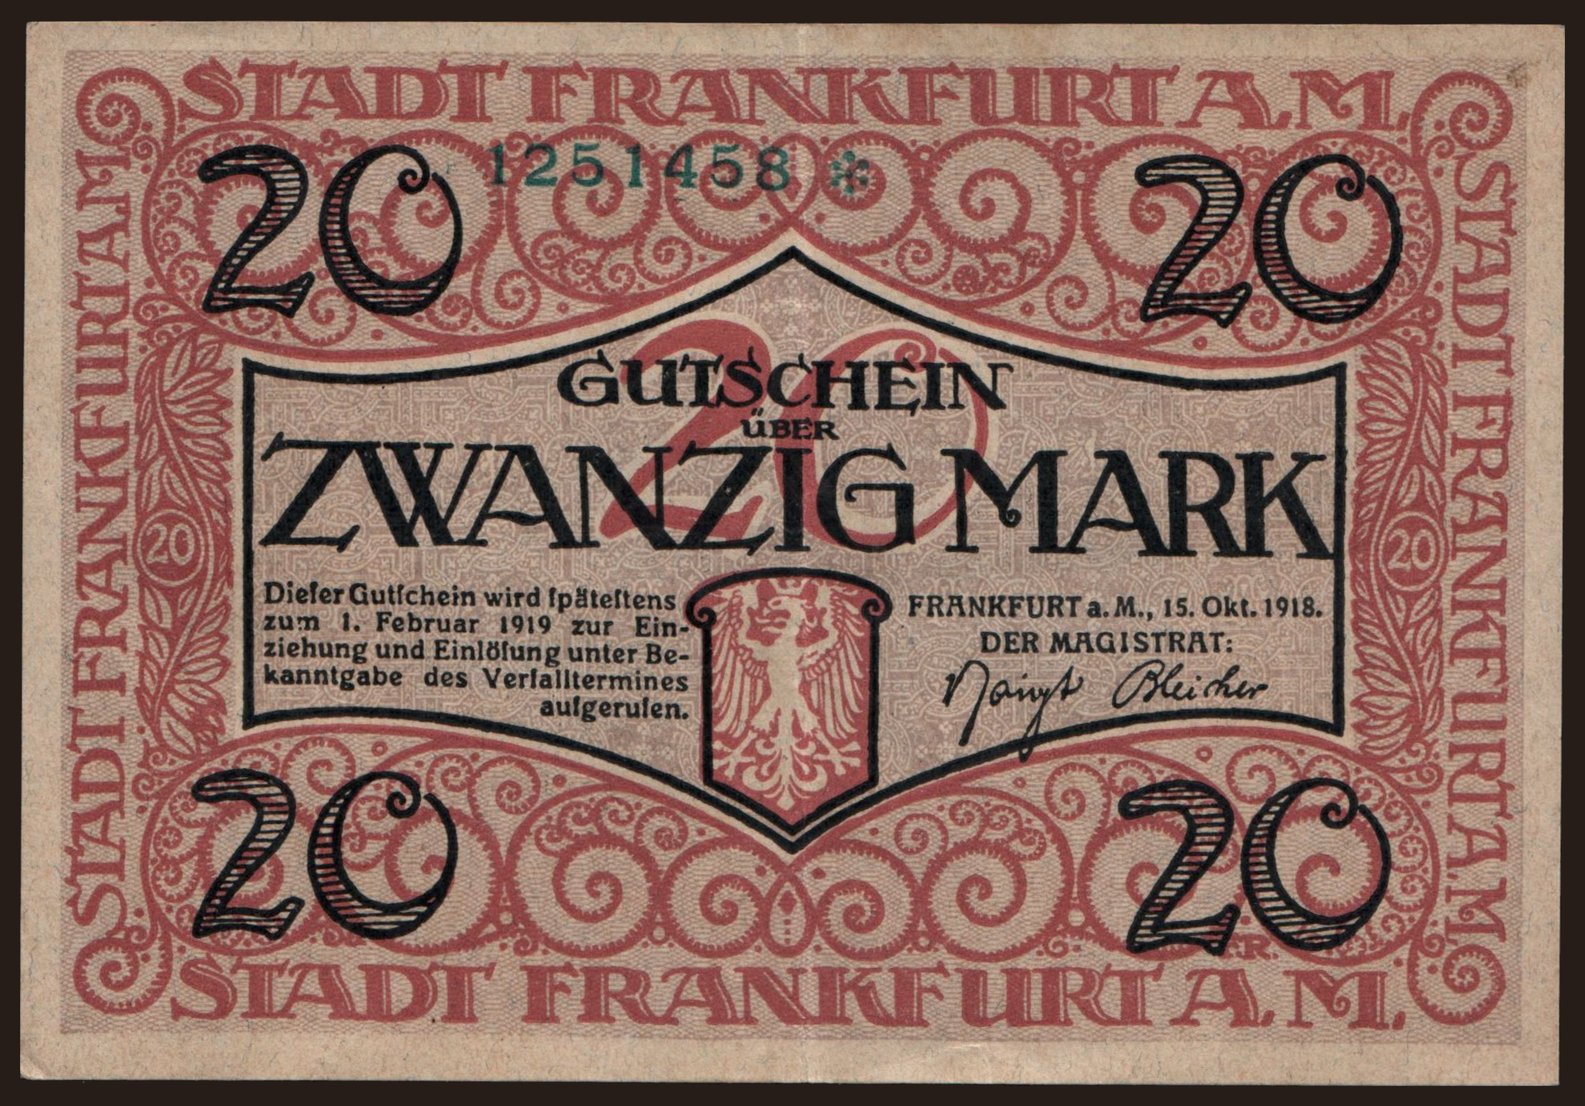 STADT FRANKFURT A.M.
1251458 *
20 20
STADT FRANKFURT A.M.
STADT FRANKFURT A.M.
20
GUTSCHEIN
ÜBER
ZWANZIG MARK
20 20
Dieſer Gutſchein wird ſpäteſtens
zum 1. Februar 1919 zur Ein-
ziehung und Einlöſung unter Be-
kanntgabe des Verfalltermines
aufgerufen.
FRANKFURT a. M., 15. Okt. 1918.
DER MAGISTRAT:
Bleicher
20 20
STADT FRANKFURT A.M.